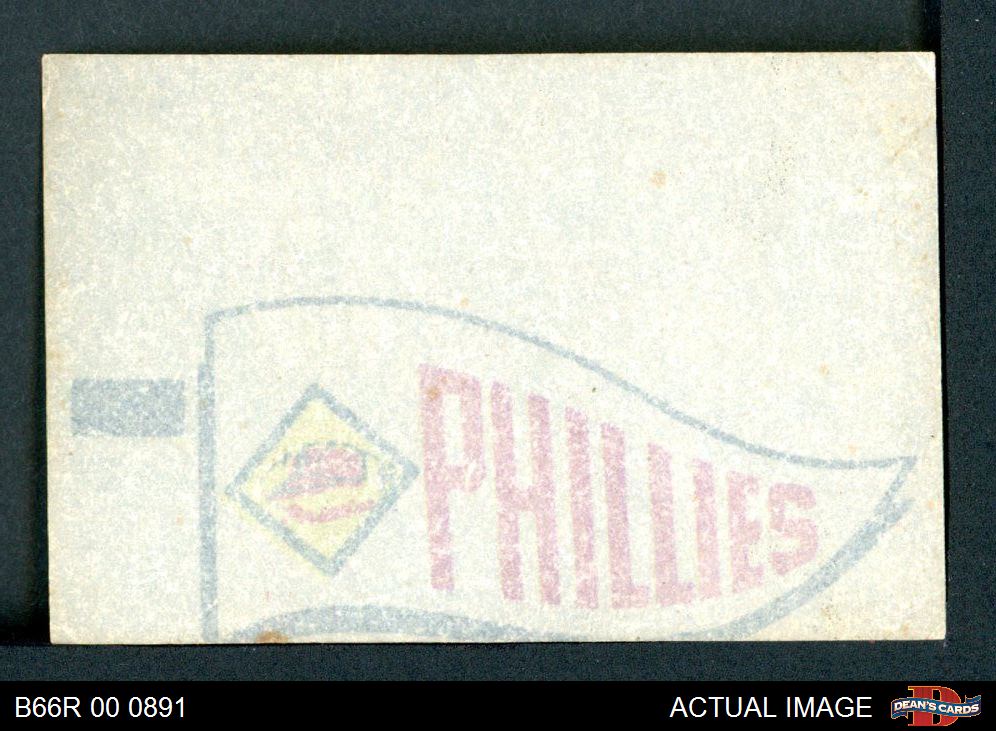 PHILLIES
B66R 00 0891
ACTUAL IMAGE
DEAN'S CARDS